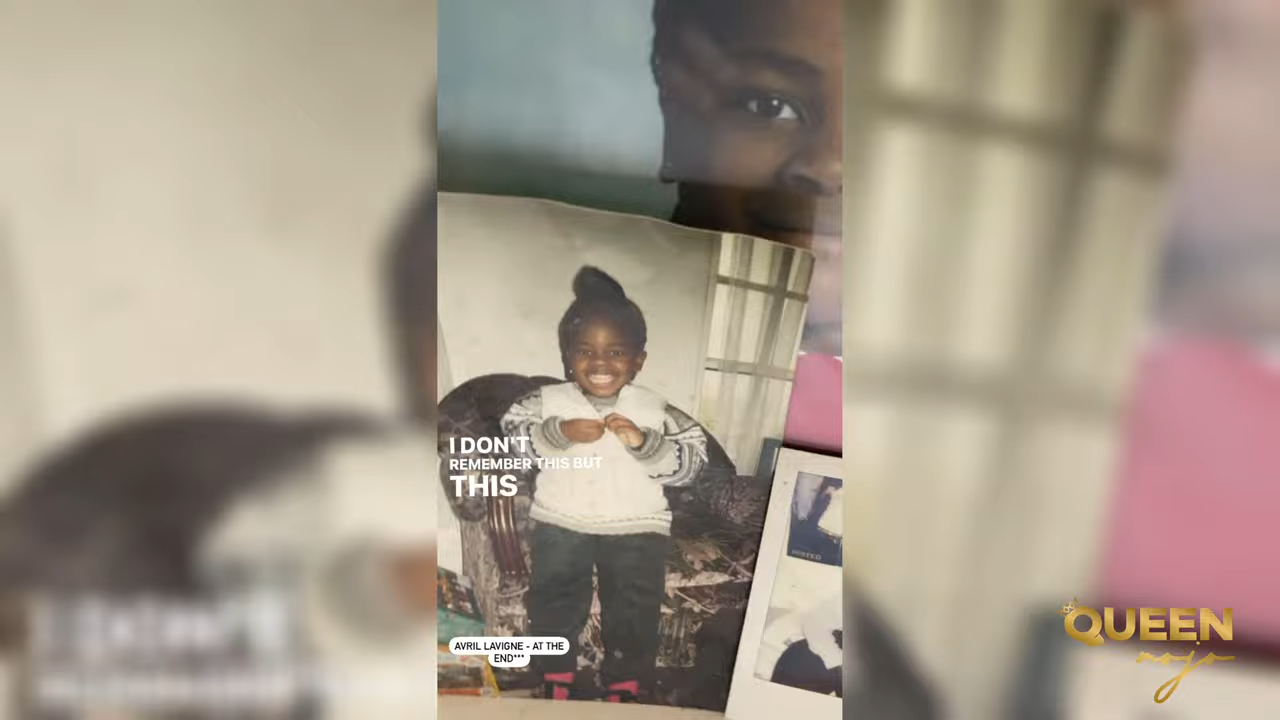 I DON'T
REMEMBER THIS BUT
THIS
AVRIL LAVIGNE - AT THE
END***
QUEEN
mojo